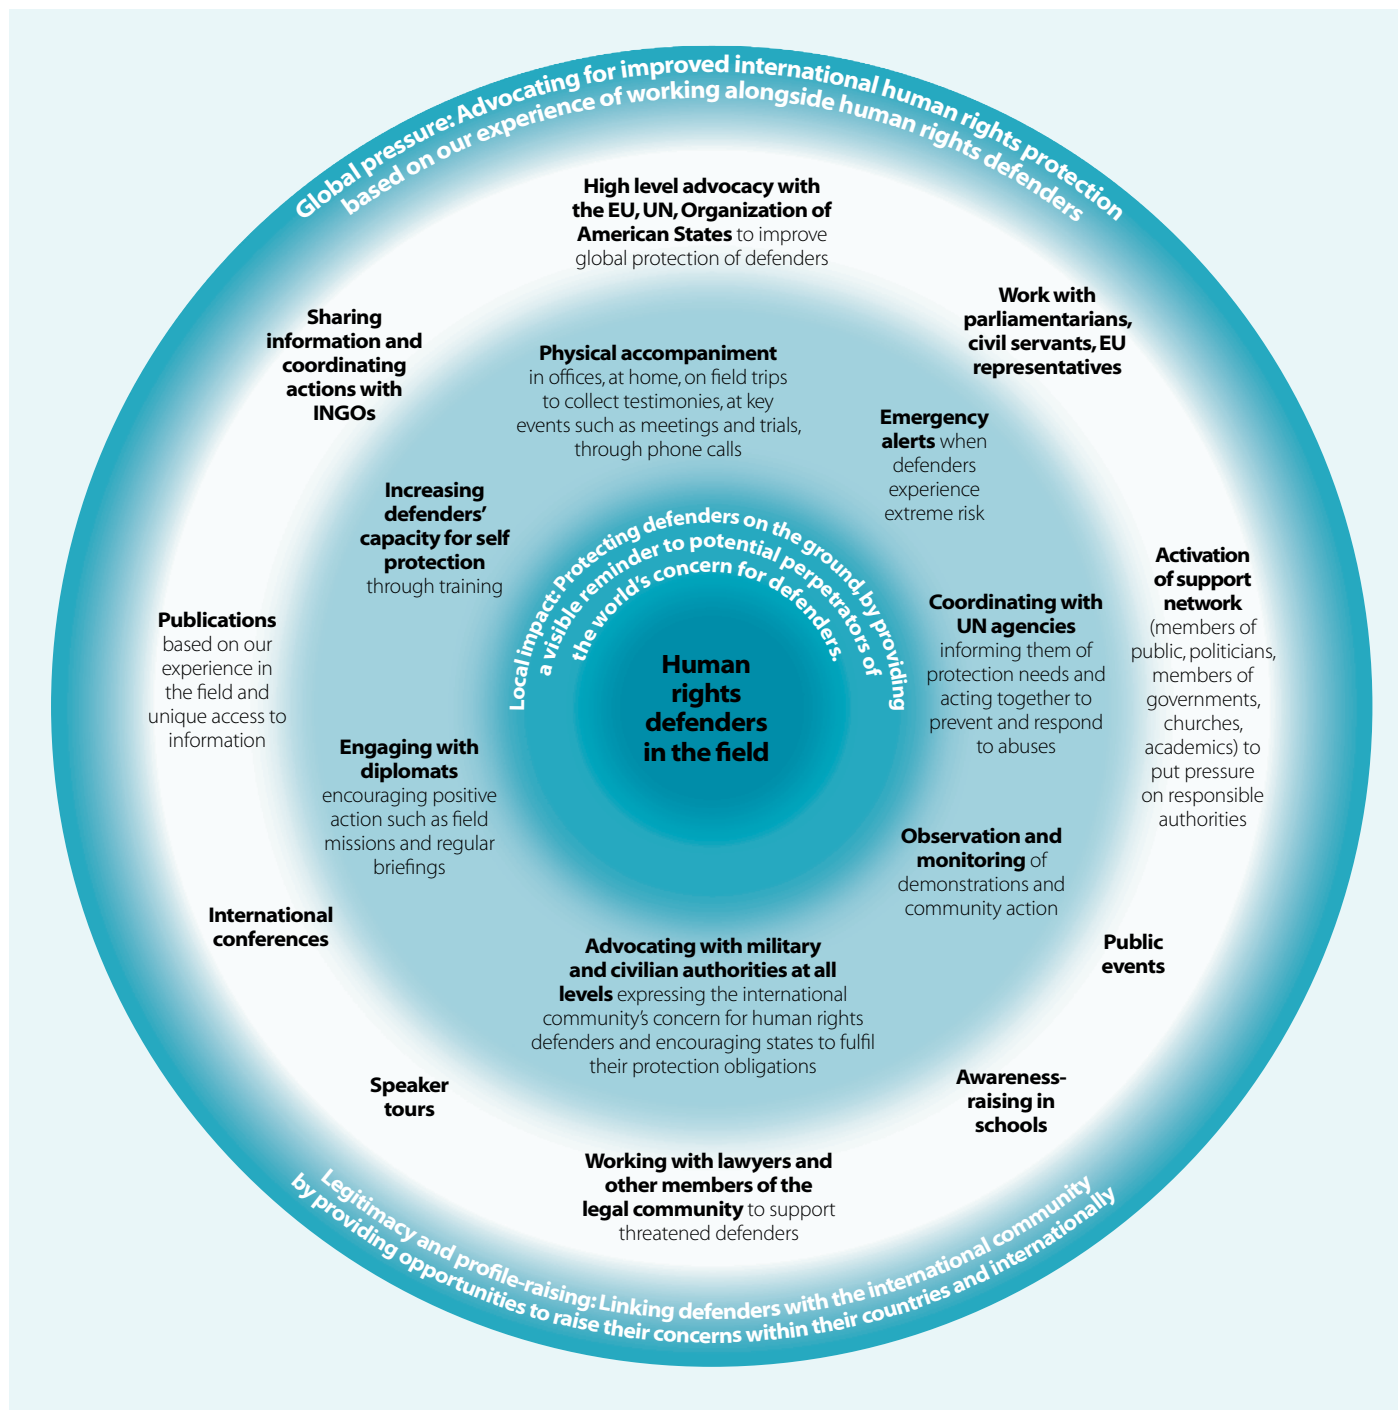 Global pressure: Advocating for improved international human rights protection
based on our experience of working alongside human rights defenders
High level advocacy with
the EU, UN, Organization of
American States to improve
global protection of defenders
Work with
parliamentarians,
civil servants, EU
representatives
Sharing
information and
coordinating
actions with
INGOs
Physical accompaniment
in offices, at home, on field trips
to collect testimonies, at key
events such as meetings and trials,
through phone calls
Emergency
alerts when
defenders
experience
extreme risk
Increasing
defenders’
capacity for self
protection
through training
Local impact: Protecting defenders on the ground, by providing
a visible reminder to potential perpetrators of
the world’s concern for defenders.
Human
rights
defenders
in the field
Activation
of support
network
(members of
public, politicians,
members of
governments,
churches,
academics) to
put pressure
on responsible
authorities
Coordinating with
UN agencies
informing them of
protection needs and
acting together to
prevent and respond
to abuses
Publications
based on our
experience in
the field and
unique access to
information
Engaging with
diplomats
encouraging positive
action such as field
missions and regular
briefings
Observation and
monitoring of
demonstrations and
community action
International
conferences
Advocating with military
and civilian authorities at all
levels expressing the international
community’s concern for human rights
defenders and encouraging states to fulfil
their protection obligations
Public
events
Speaker
tours
Awareness-
raising in
schools
Working with lawyers and
other members of the
legal community to support
threatened defenders
Legitimacy and profile-raising: Linking defenders with the international community
by providing opportunities to raise their concerns within their countries and internationally